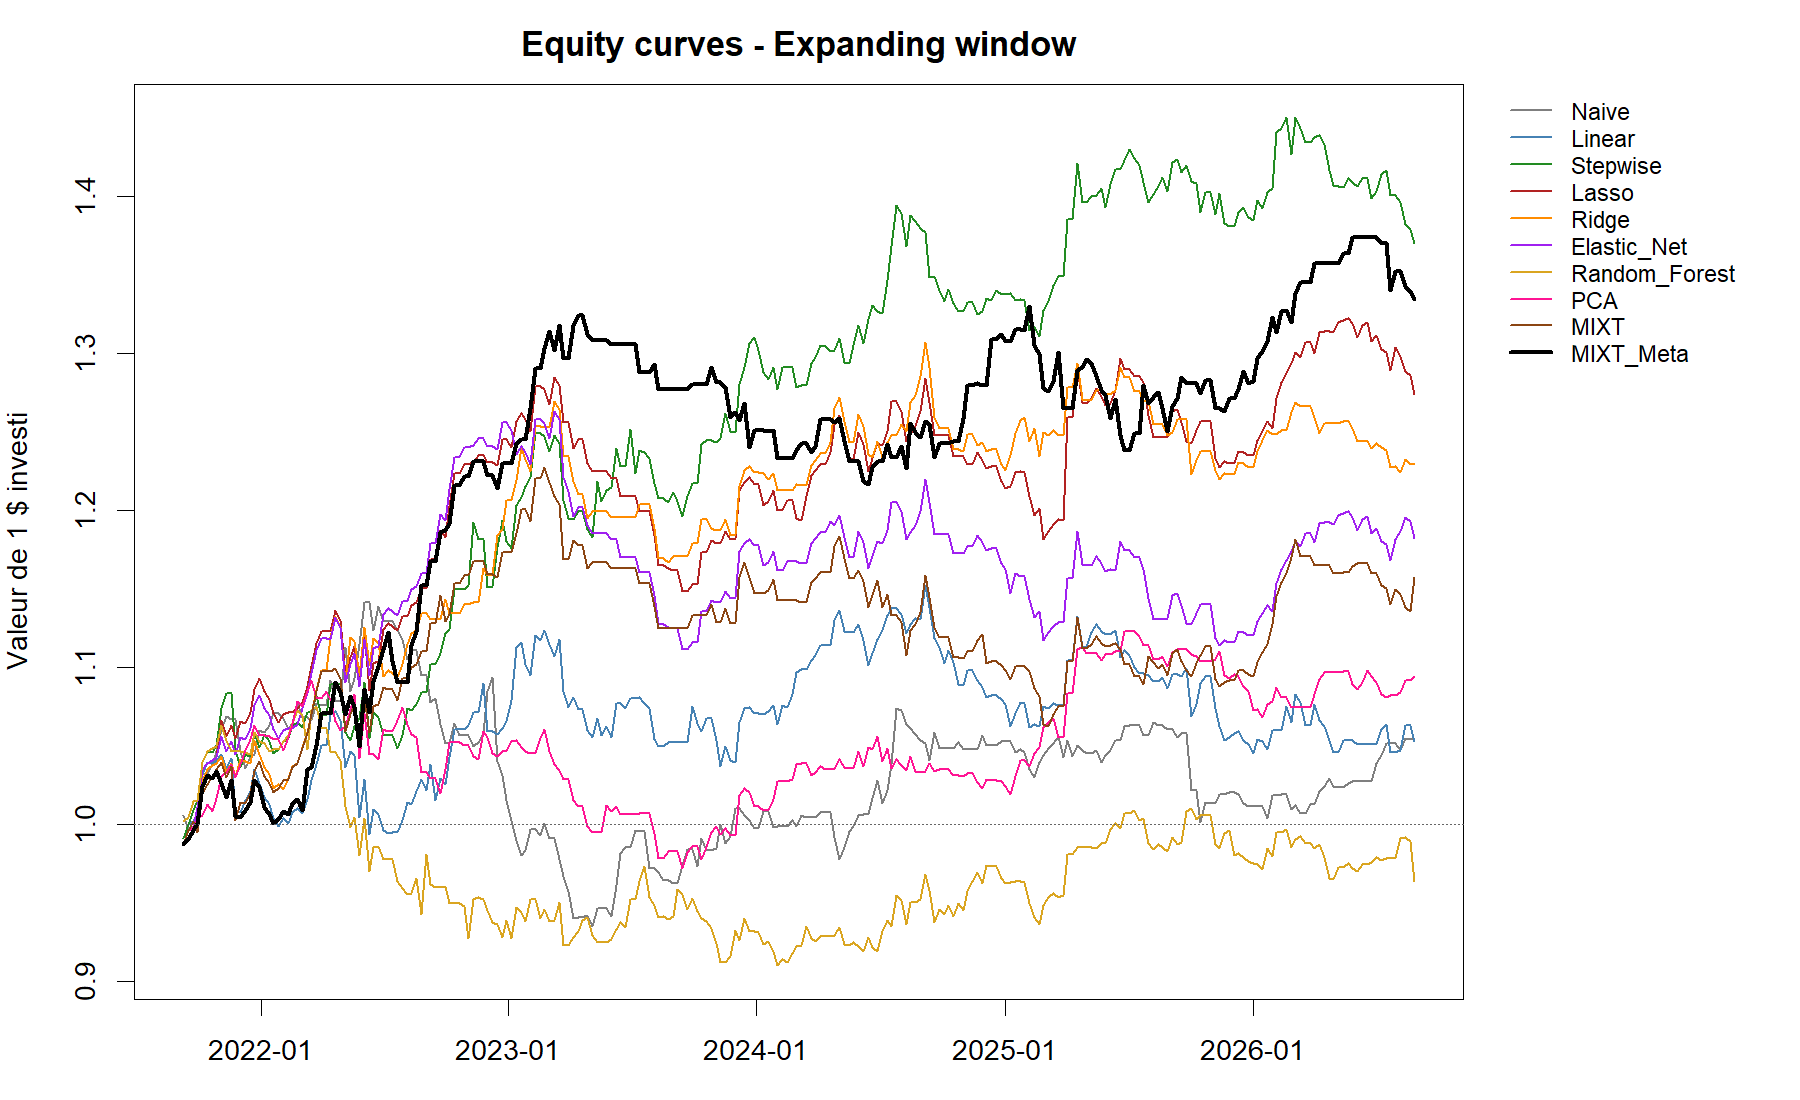 Equity curves - Expanding window
Valeur de 1 $ investi
1.4
1.3
1.2
1.1
1.0
0.9
2022-01
2023-01
2024-01
2025-01
2026-01
Naive
Linear
Stepwise
Lasso
Ridge
Elastic_Net
Random_Forest
PCA
MIXT
MIXT_Meta